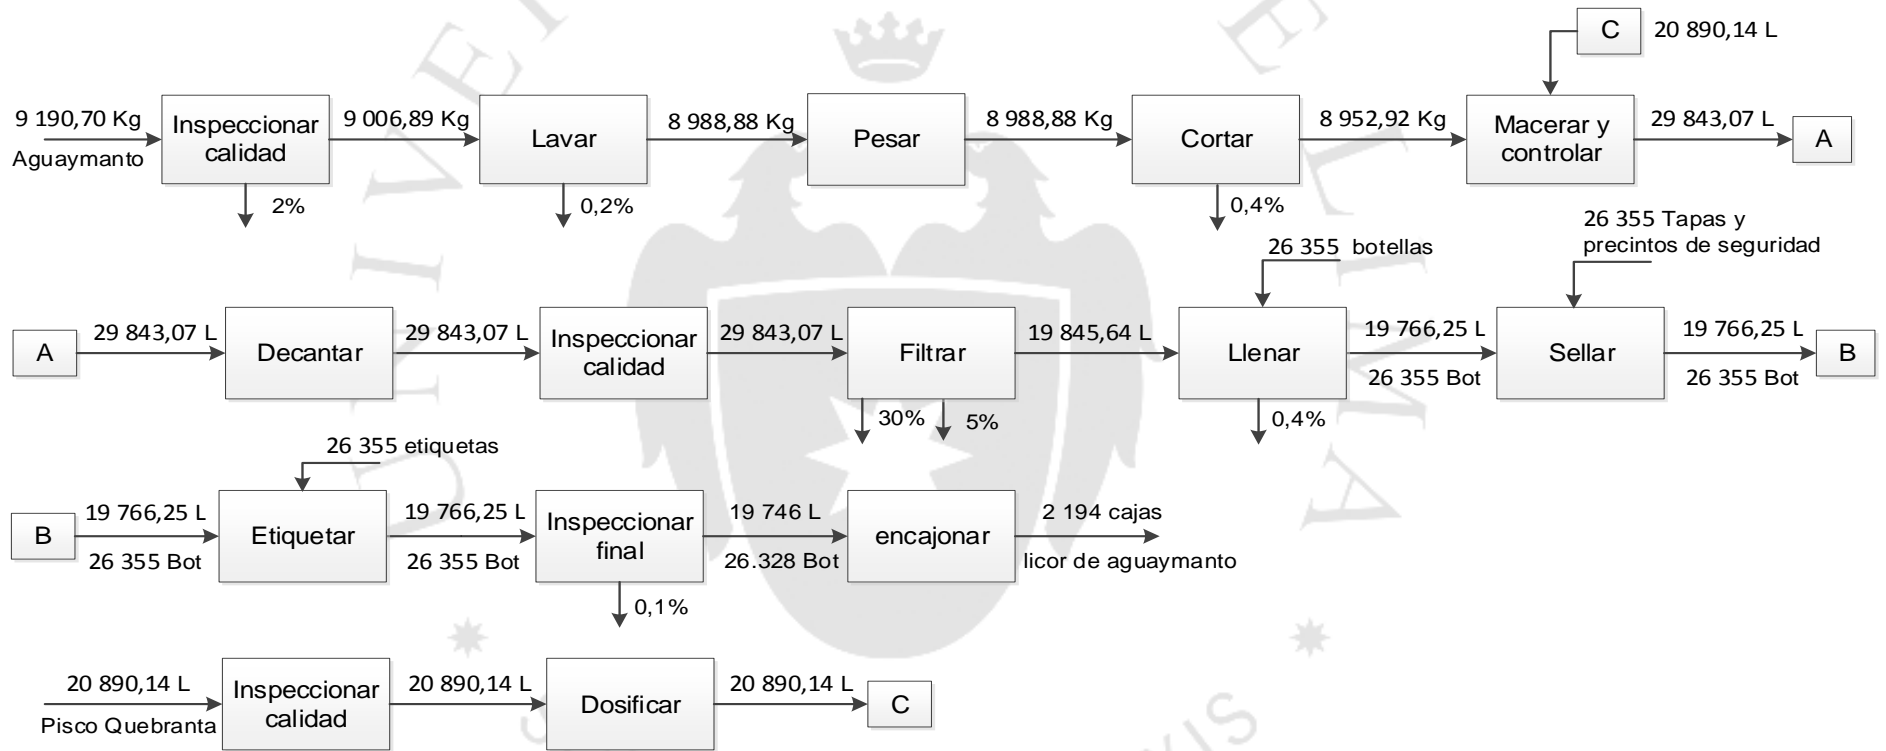 C 20 890,14 L
9 190,70 Kg
Aguaymanto
Inspeccionar
calidad
2%
9 006,89 Kg
Lavar
0,2%
8 988,88 Kg
Pesar
8 988,88 Kg
Cortar
0,4%
8 952,92 Kg
Macerar y
controlar
29 843,07 L
A
A
29 843,07 L
Decantar
29 843,07 L
Inspeccionar
calidad
29 843,07 L
Filtrar
30%
5%
19 845,64 L
26 355 botellas
Llenar
0,4%
19 766,25 L
26 355 Bot
26 355 Tapas y
precintos de seguridad
Sellar
19 766,25 L
26 355 Bot
B
B
19 766,25 L
26 355 Bot
26 355 etiquetas
Etiquetar
19 766,25 L
26 355 Bot
Inspeccionar
final
0,1%
19 746 L
26.328 Bot
encajonar
2 194 cajas
licor de aguaymanto
20 890,14 L
Pisco Quebranta
Inspeccionar
calidad
20 890,14 L
Dosificar
20 890,14 L
C